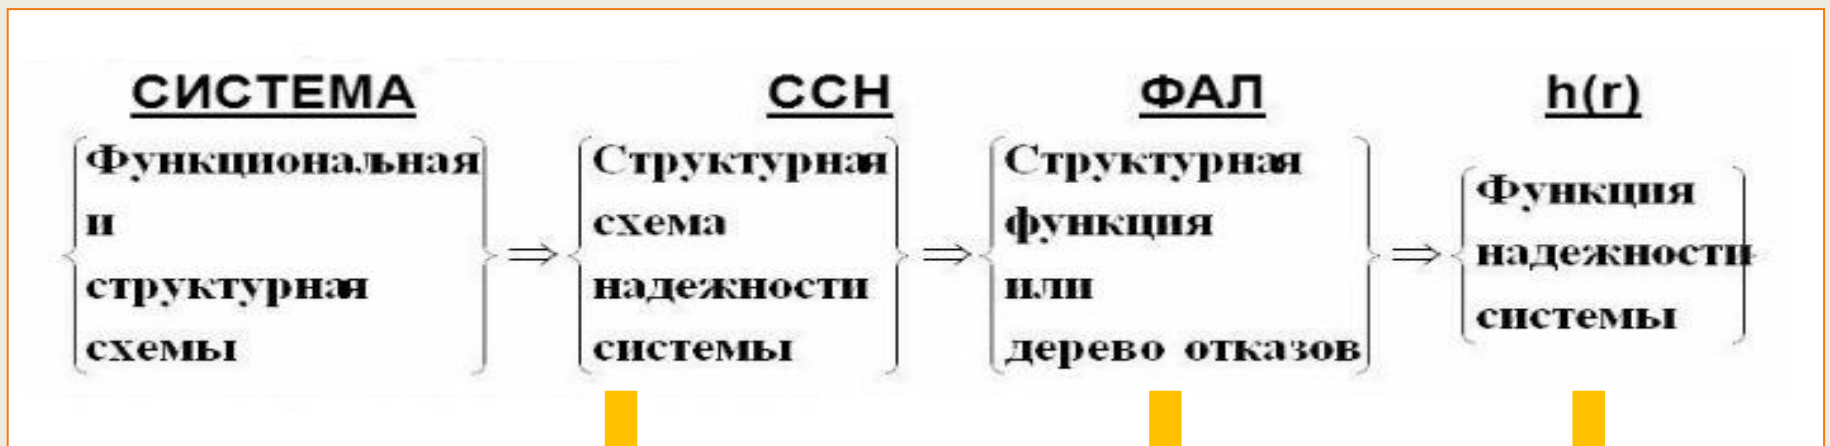 СИСТЕМА
Функциональная
и
структурная
схемы
ССН
Структурная
схема
надежности
системы
ФАЛ
Структурная
функция
или
дерево отказов
h(r)
Функция
надежности
системы